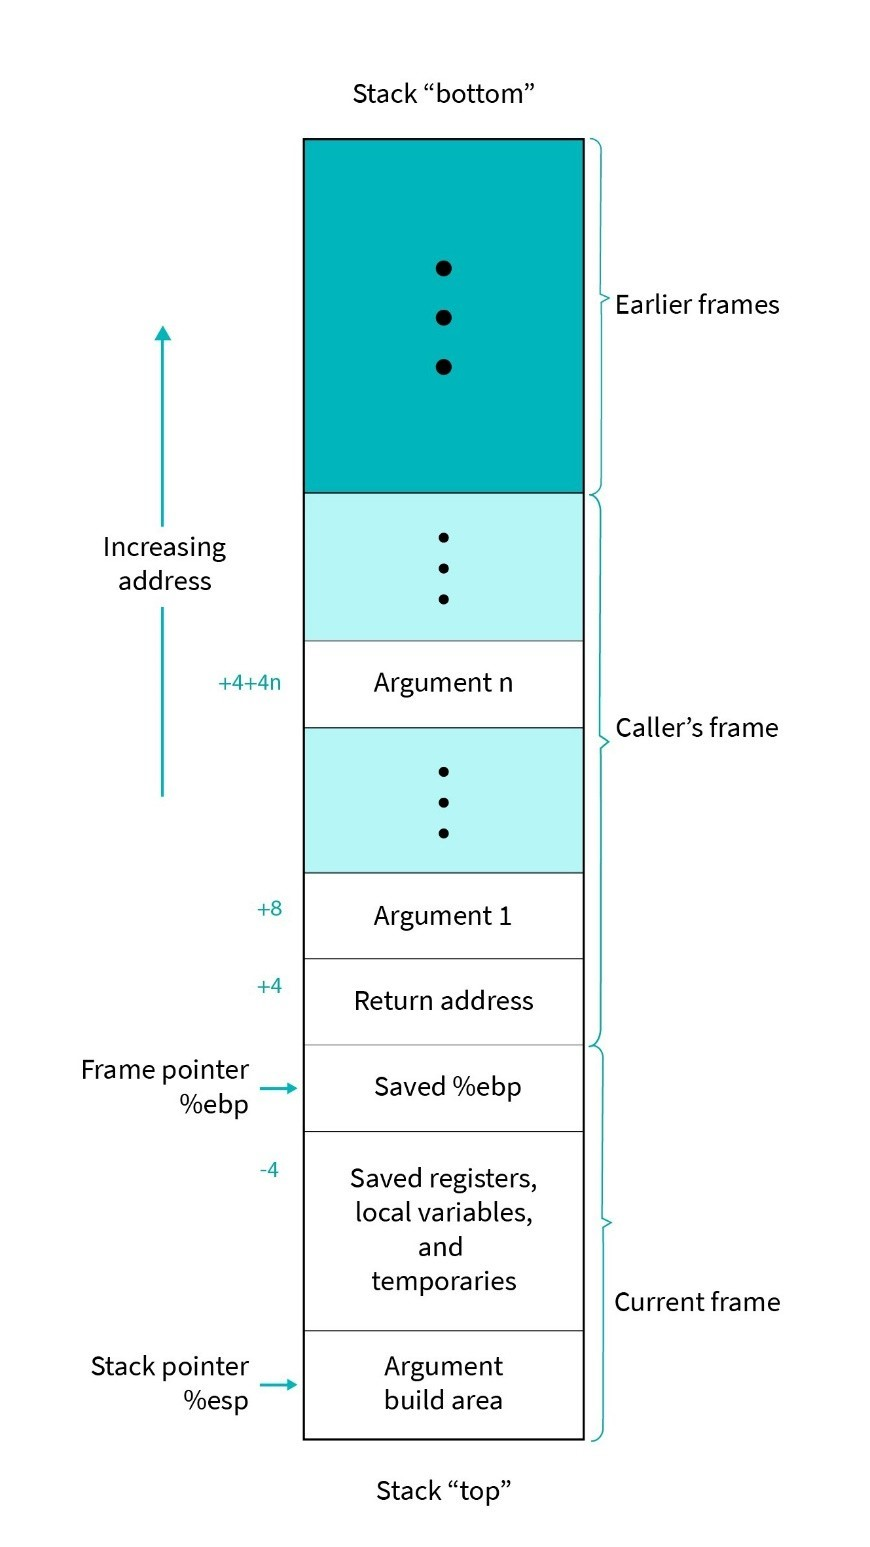 Stack “bottom”
Earlier frames
Increasing
address
+4+4n
Argument n
Caller’s frame
+8
Argument 1
+4
Return address
Frame pointer
%ebp
Saved %ebp
-4
Saved registers,
local variables,
and
temporaries
Current frame
Stack pointer
%esp
Argument
build area
Stack “top”